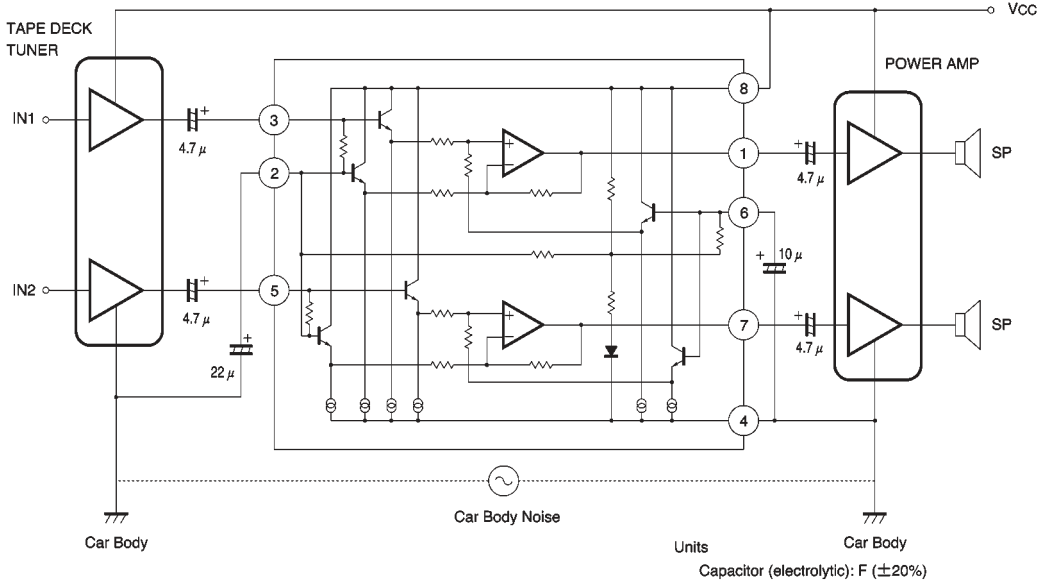 VCC
TAPE DECK
TUNER
POWER AMP
IN1
+
4.7 μ
3
8
+
−
1
+
4.7 μ
SP
2
6
+
10 μ
IN2
+
4.7 μ
5
+
−
7
+
4.7 μ
SP
+
22 μ
4
Car Body Noise
Car Body
Car Body
Units
Capacitor (electrolytic): F (±20%)